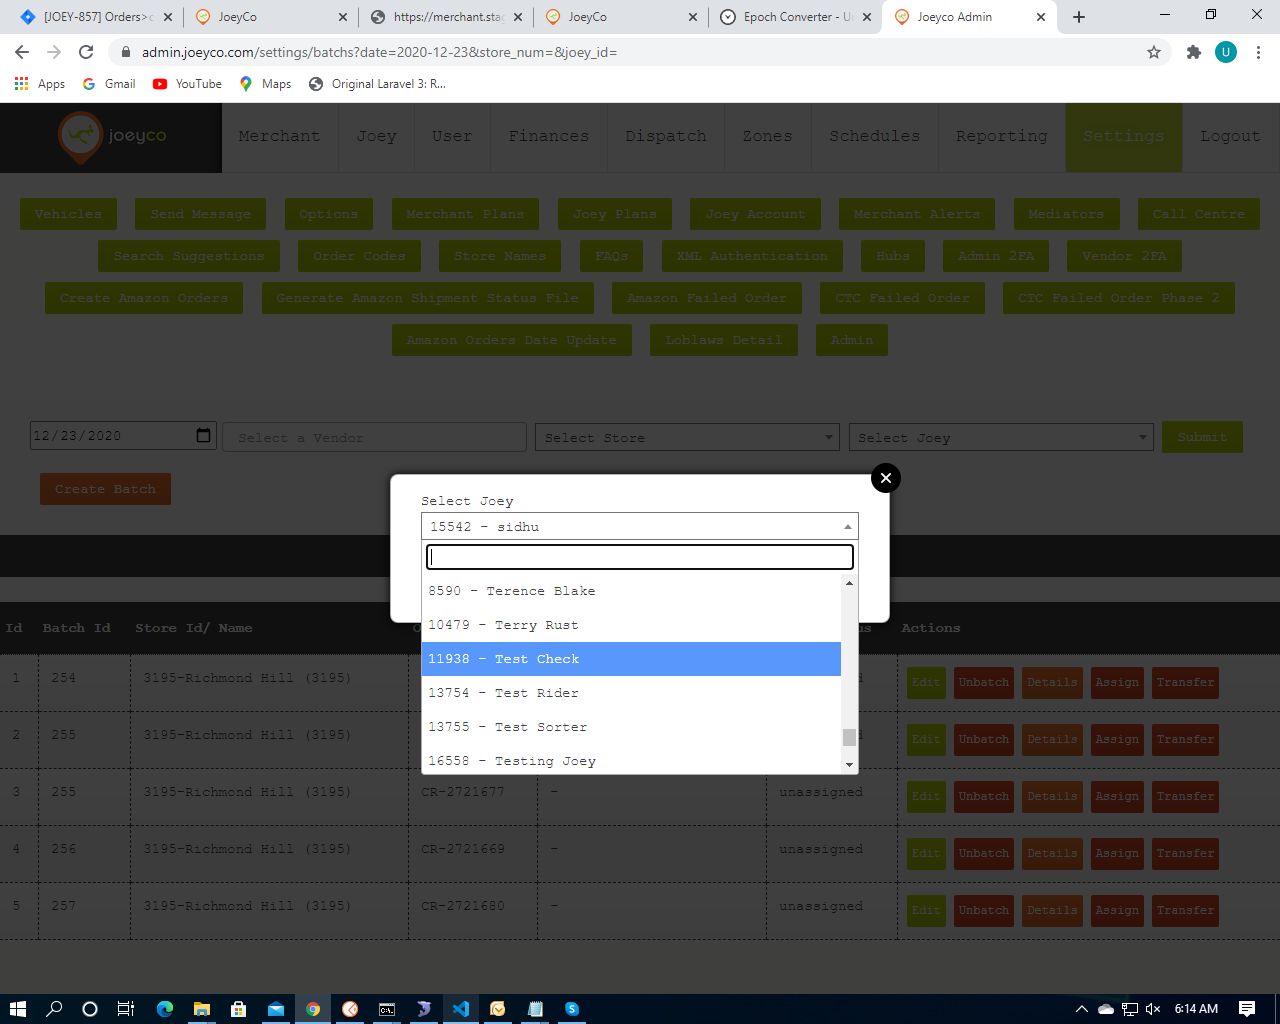 [JOEY-857] Orders>c
JoeyCo
https://merchant.stag
JoeyCo
Epoch Converter - Un
Joeyco Admin
admin.joeyco.com/settings/batchs?date=2020-12-23&store_num=&joey_id=
U
Apps
Gmail
YouTube
Maps
Original Laravel 3: R...
joeyco
Merchant
Joey
User
Finances
Dispatch
Zones
Schedules
Reporting
Settings
Logout
Vehicles
Send Message
Options
Merchant Plans
Joey Plans
Joey Account
Merchant Alerts
Mediators
Call Centre
Search Suggestions
Order Codes
Store Names
FAQs
XML Authentication
Hubs
Admin 2FA
Vendor 2FA
Create Amazon Orders
Generate Amazon Shipment Status File
Amazon Failed Order
CTC Failed Order
CTC Failed Order Phase 2
Amazon Orders Date Update
Loblaws Detail
Admin
12/23/2020
Select a Vendor
Select Store
Select Joey
Submit
Create Batch
Select Joey
15542 - sidhu
8590 - Terence Blake
10479 - Terry Rust
11938 - Test Check
13754 - Test Rider
13755 - Test Sorter
16558 - Testing Joey
Id
Batch Id
Store Id/ Name
Actions
1
254
3195-Richmond Hill (3195)
Edit
Unbatch
Details
Assign
Transfer
2
255
3195-Richmond Hill (3195)
Edit
Unbatch
Details
Assign
Transfer
3
255
3195-Richmond Hill (3195)
CR-2721677
-
unassigned
Edit
Unbatch
Details
Assign
Transfer
4
256
3195-Richmond Hill (3195)
CR-2721669
-
unassigned
Edit
Unbatch
Details
Assign
Transfer
5
257
3195-Richmond Hill (3195)
CR-2721680
-
unassigned
Edit
Unbatch
Details
Assign
Transfer
6:14 AM